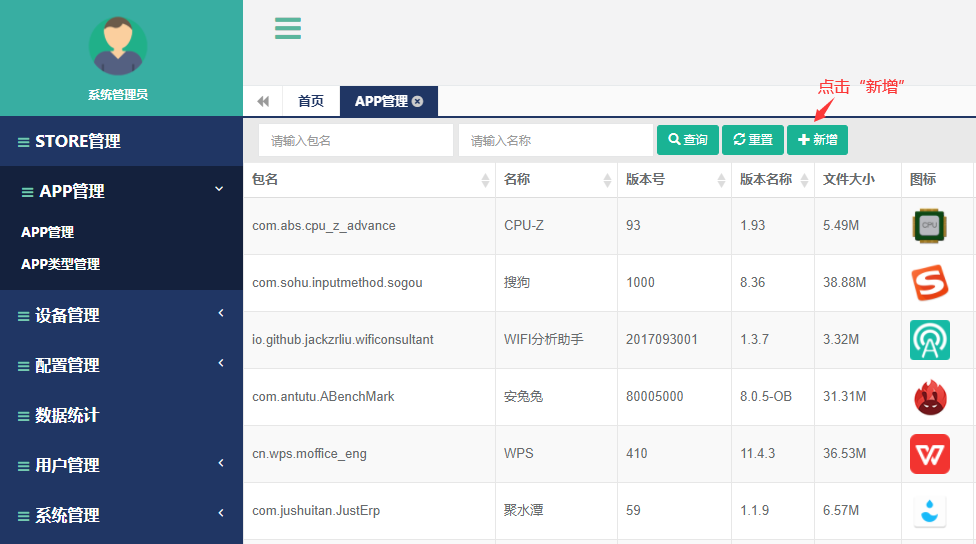 系统管理员
STORE管理
APP管理
APP管理
APP类型管理
设备管理
配置管理
数据统计
用户管理
系统管理
首页 APP管理
点击“新增”
请输入包名 请输入名称 查询 重置 新增
包名 名称 版本号 版本名称 文件大小 图标
com.abs.cpu_z_advance CPU-Z 93 1.93 5.49M CPU
com.sohu.inputmethod.sogou 搜狗 1000 8.36 38.88M
io.github.jackzrliu.wificonsultant WIFI分析助手 2017093001 1.3.7 3.32M
com.antutu.ABenchMark 安兔兔 80005000 8.0.5-OB 31.31M
cn.wps.moffice_eng WPS 410 11.4.3 36.53M
com.jushuitan.JustErp 聚水潭 59 1.1.9 6.57M